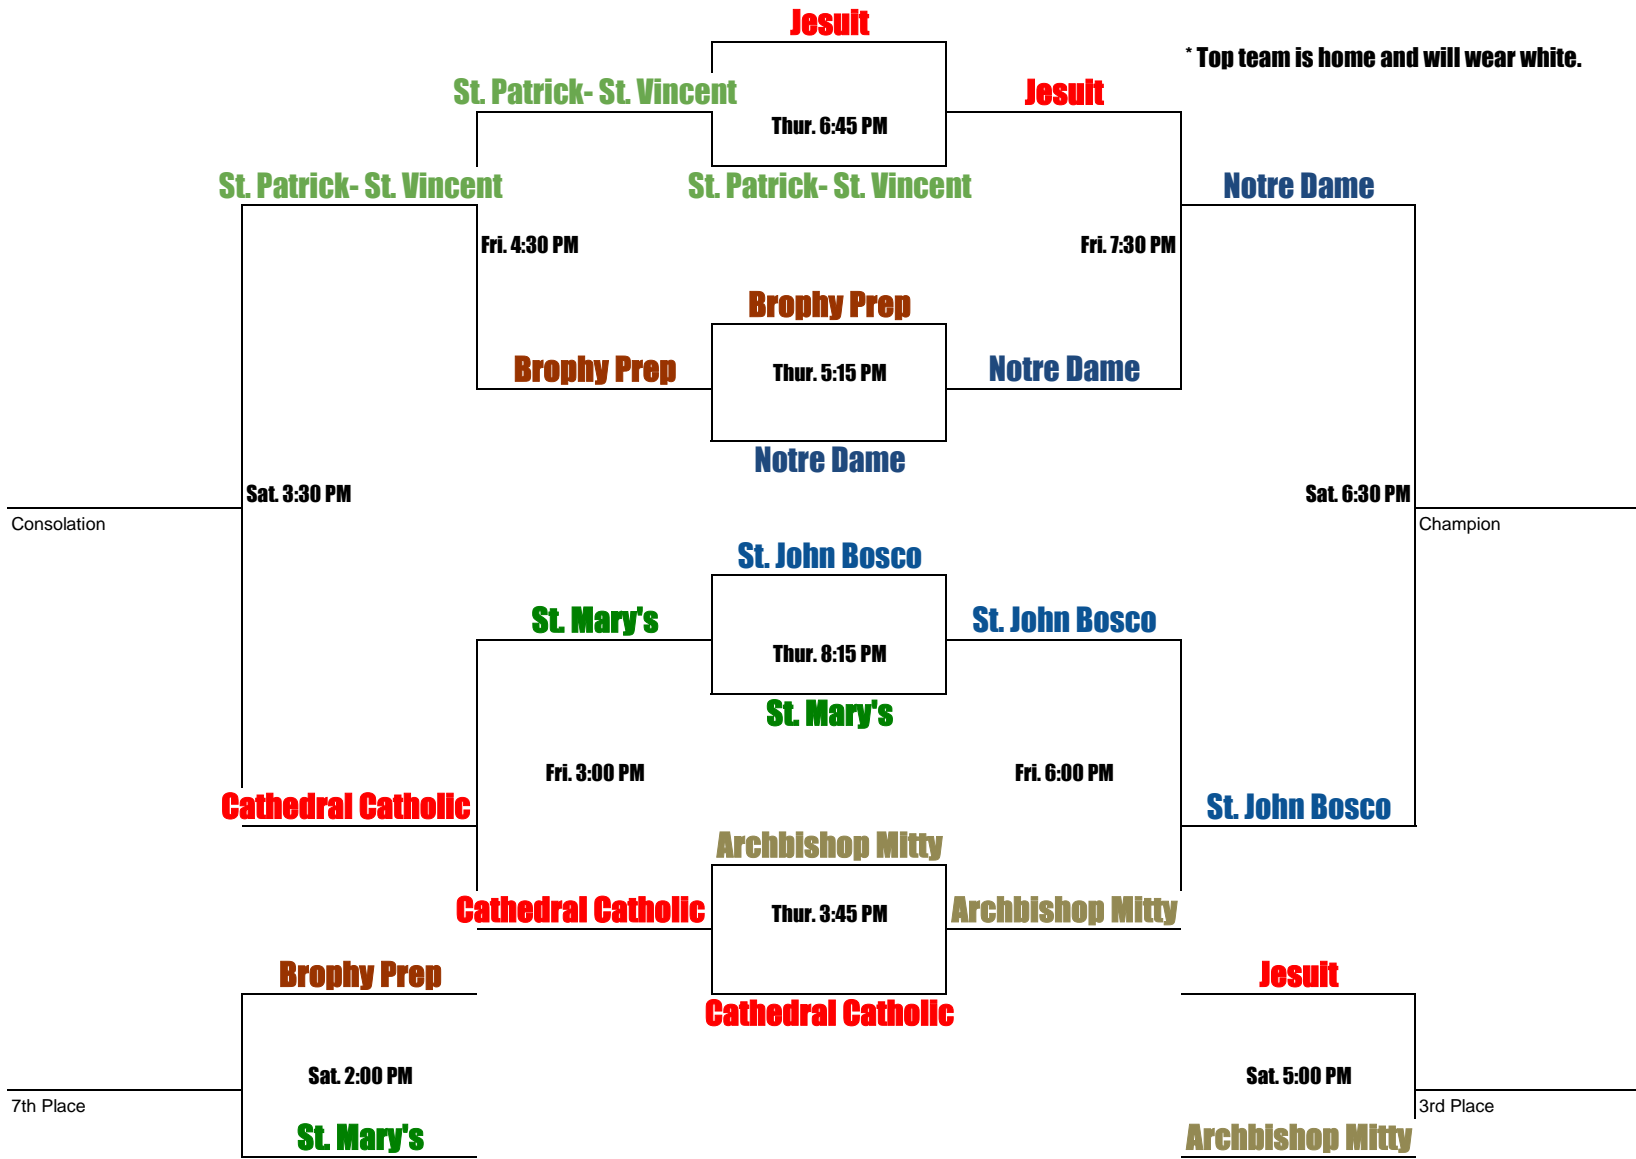 Jesuit
* Top team is home and will wear white.
St. Patrick- St. Vincent
Jesuit
Thur. 6:45 PM
St. Patrick- St. Vincent
St. Patrick- St. Vincent
Notre Dame
Fri. 4:30 PM
Fri. 7:30 PM
Brophy Prep
Brophy Prep
Thur. 5:15 PM
Notre Dame
Notre Dame
Sat. 3:30 PM
Sat. 6:30 PM
Consolation
Champion
St. John Bosco
St. Mary's
St. John Bosco
Thur. 8:15 PM
St. Mary's
Fri. 3:00 PM
Fri. 6:00 PM
Cathedral Catholic
St. John Bosco
Archbishop Mitty
Cathedral Catholic
Thur. 3:45 PM
Archbishop Mitty
Brophy Prep
Jesuit
Cathedral Catholic
Sat. 2:00 PM
Sat. 5:00 PM
7th Place
3rd Place
St. Mary's
Archbishop Mitty